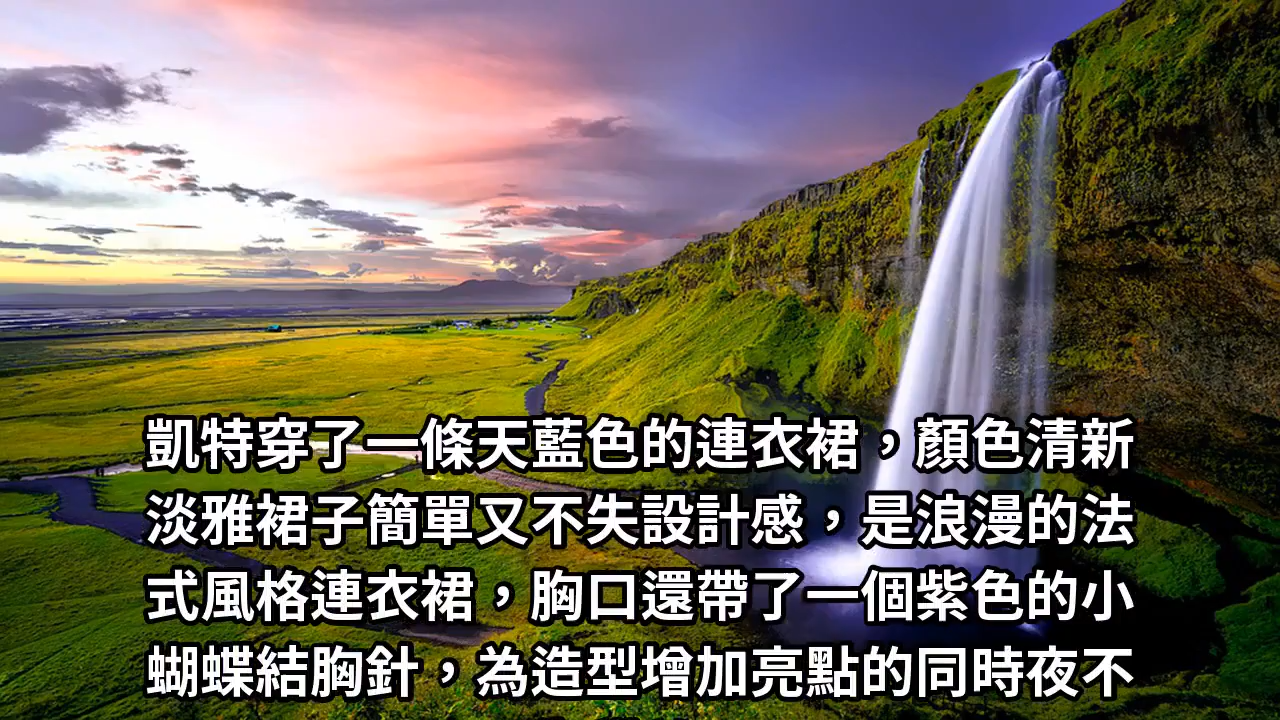 凱特穿了一條天藍色的連衣裙，顏色清新
淡雅裙子簡單又不失設計感，是浪漫的法
式風格連衣裙，胸口還帶了一個紫色的小
蝴蝶結胸針，為造型增加亮點的同時夜不